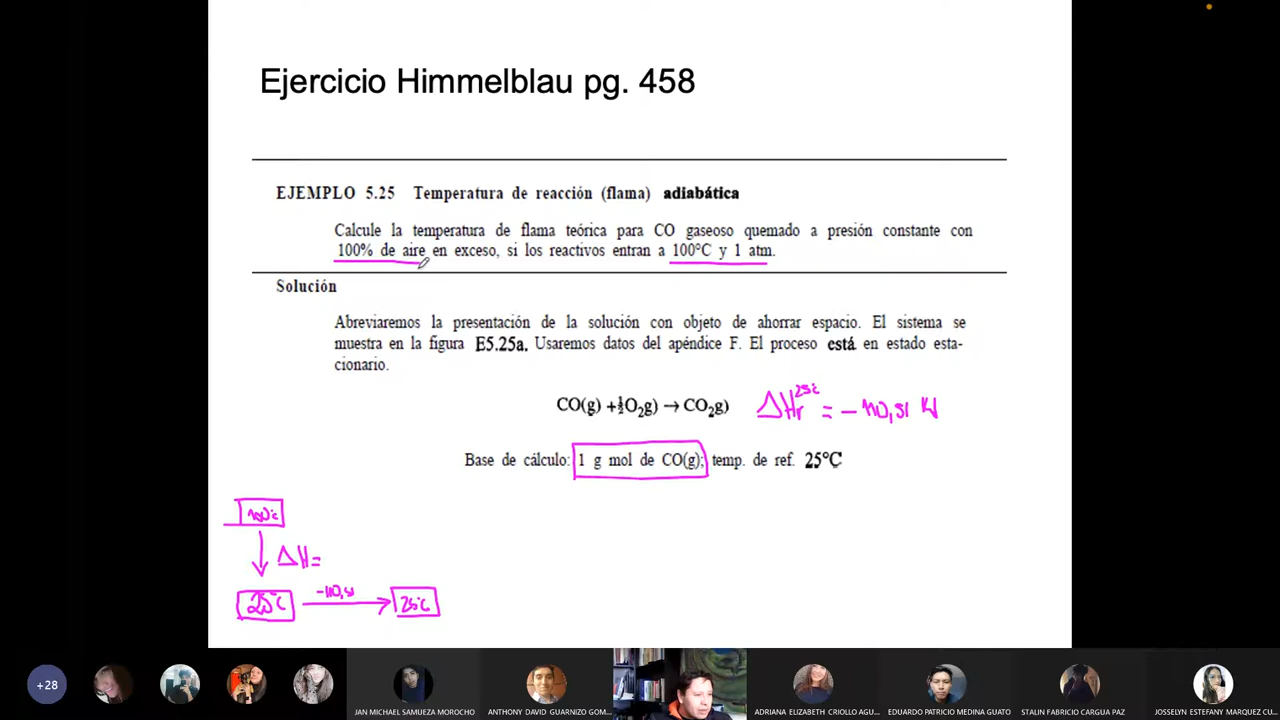 Ejercicio Himmelblau pg. 458
EJEMPLO 5.25 Temperatura de reacción (flama) adiabática
Calcule la temperatura de flama teórica para CO gaseoso quemado a presión constante con
100% de aire en exceso, si los reactivos entran a 100°C y 1 atm.
Solución
Abreviaremos la presentación de la solución con objeto de ahorrar espacio. El sistema se
muestra en la figura E5.25a. Usaremos datos del apéndice F. El proceso está en estado esta-
cionario.
CO(g) +½O₂g) → CO₂g) ΔHr 25°C = -110,51 kJ
Base de cálculo: 1 g mol de CO(g); temp. de ref. 25°C
100°C
ΔH=
25°C -110,51 25°C
+28
JAN MICHAEL SAMUEZA MOROCHO
ANTHONY DAVID GUARNIZO GOM...
ADRIANA ELIZABETH CRIOLLO AGU...
EDUARDO PATRICIO MEDINA GUATO
STALIN FABRICIO CARGUA PAZ
JOSSELYN ESTEFANY MARQUEZ CU...